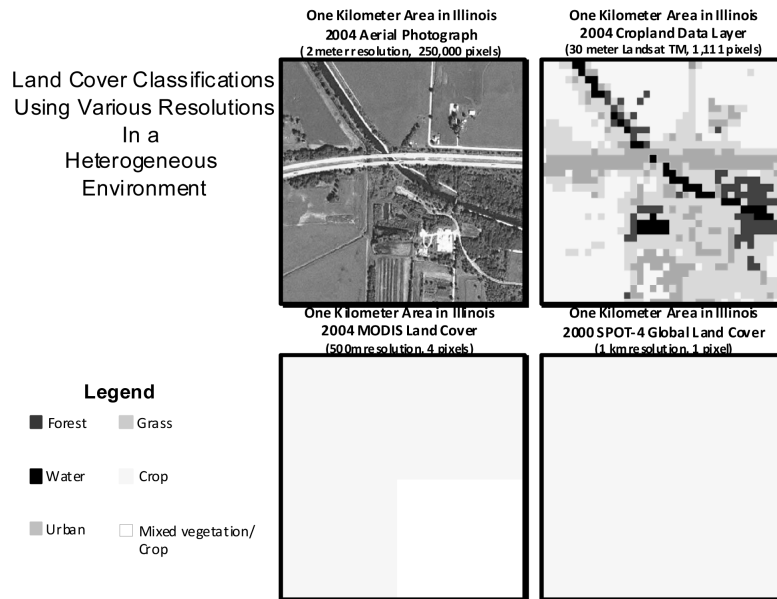 Land Cover Classifications
Using Various Resolutions
In a
Heterogeneous
Environment
One Kilometer Area in Illinois
2004 Aerial Photograph
( 2 meter resolution,  250,000 pixels)
One Kilometer Area in Illinois
2004 Cropland Data Layer
(30 meter Landsat TM, 1,111 pixels)
One Kilometer Area in Illinois
2004 MODIS Land Cover
(500m resolution, 4 pixels)
One Kilometer Area in Illinois
2000 SPOT-4 Global Land Cover
(1 km resolution, 1 pixel)
Legend
Forest
Grass
Water
Crop
Urban
Mixed vegetation/
Crop